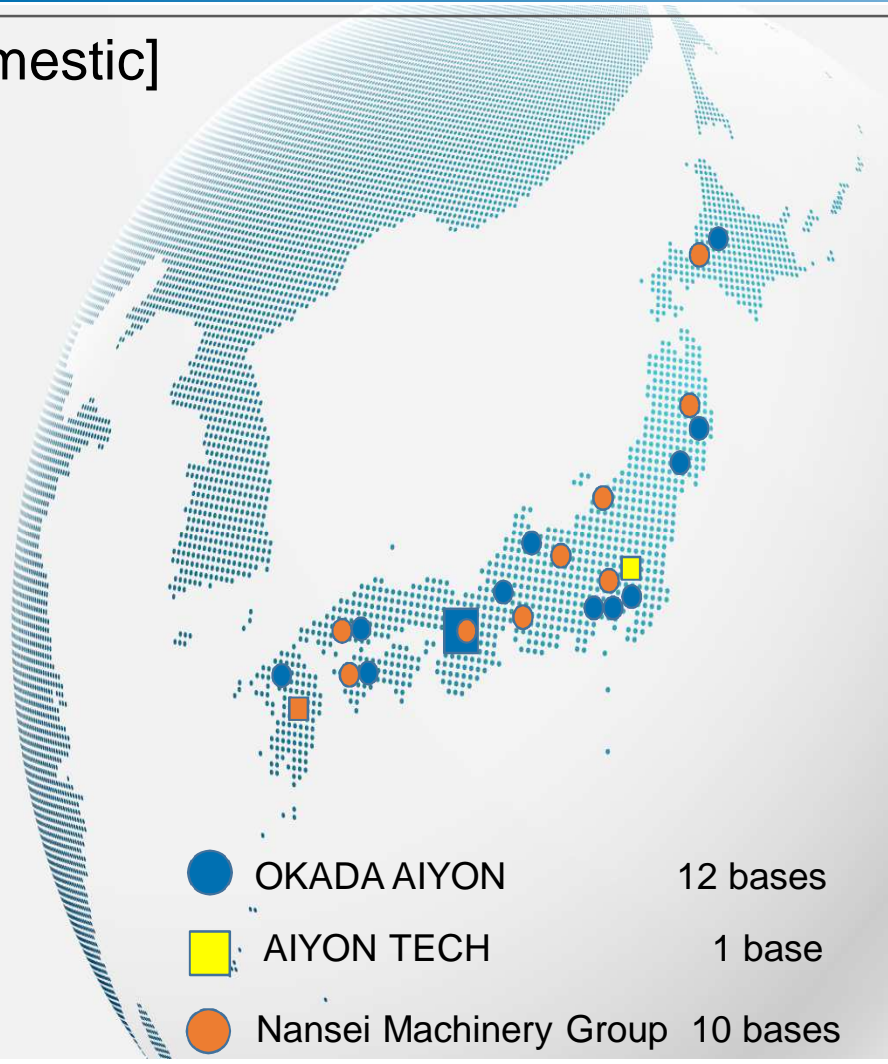 mestic]
OKADA AIYON 12 bases
AIYON TECH 1 base
Nansei Machinery Group 10 bases